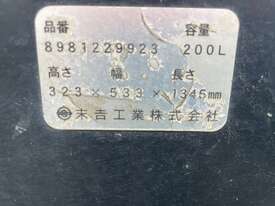 品番 容量
8981229923 200L
高さ 幅 長さ
323 × 533 × 1345mm
末吉工業株式会社